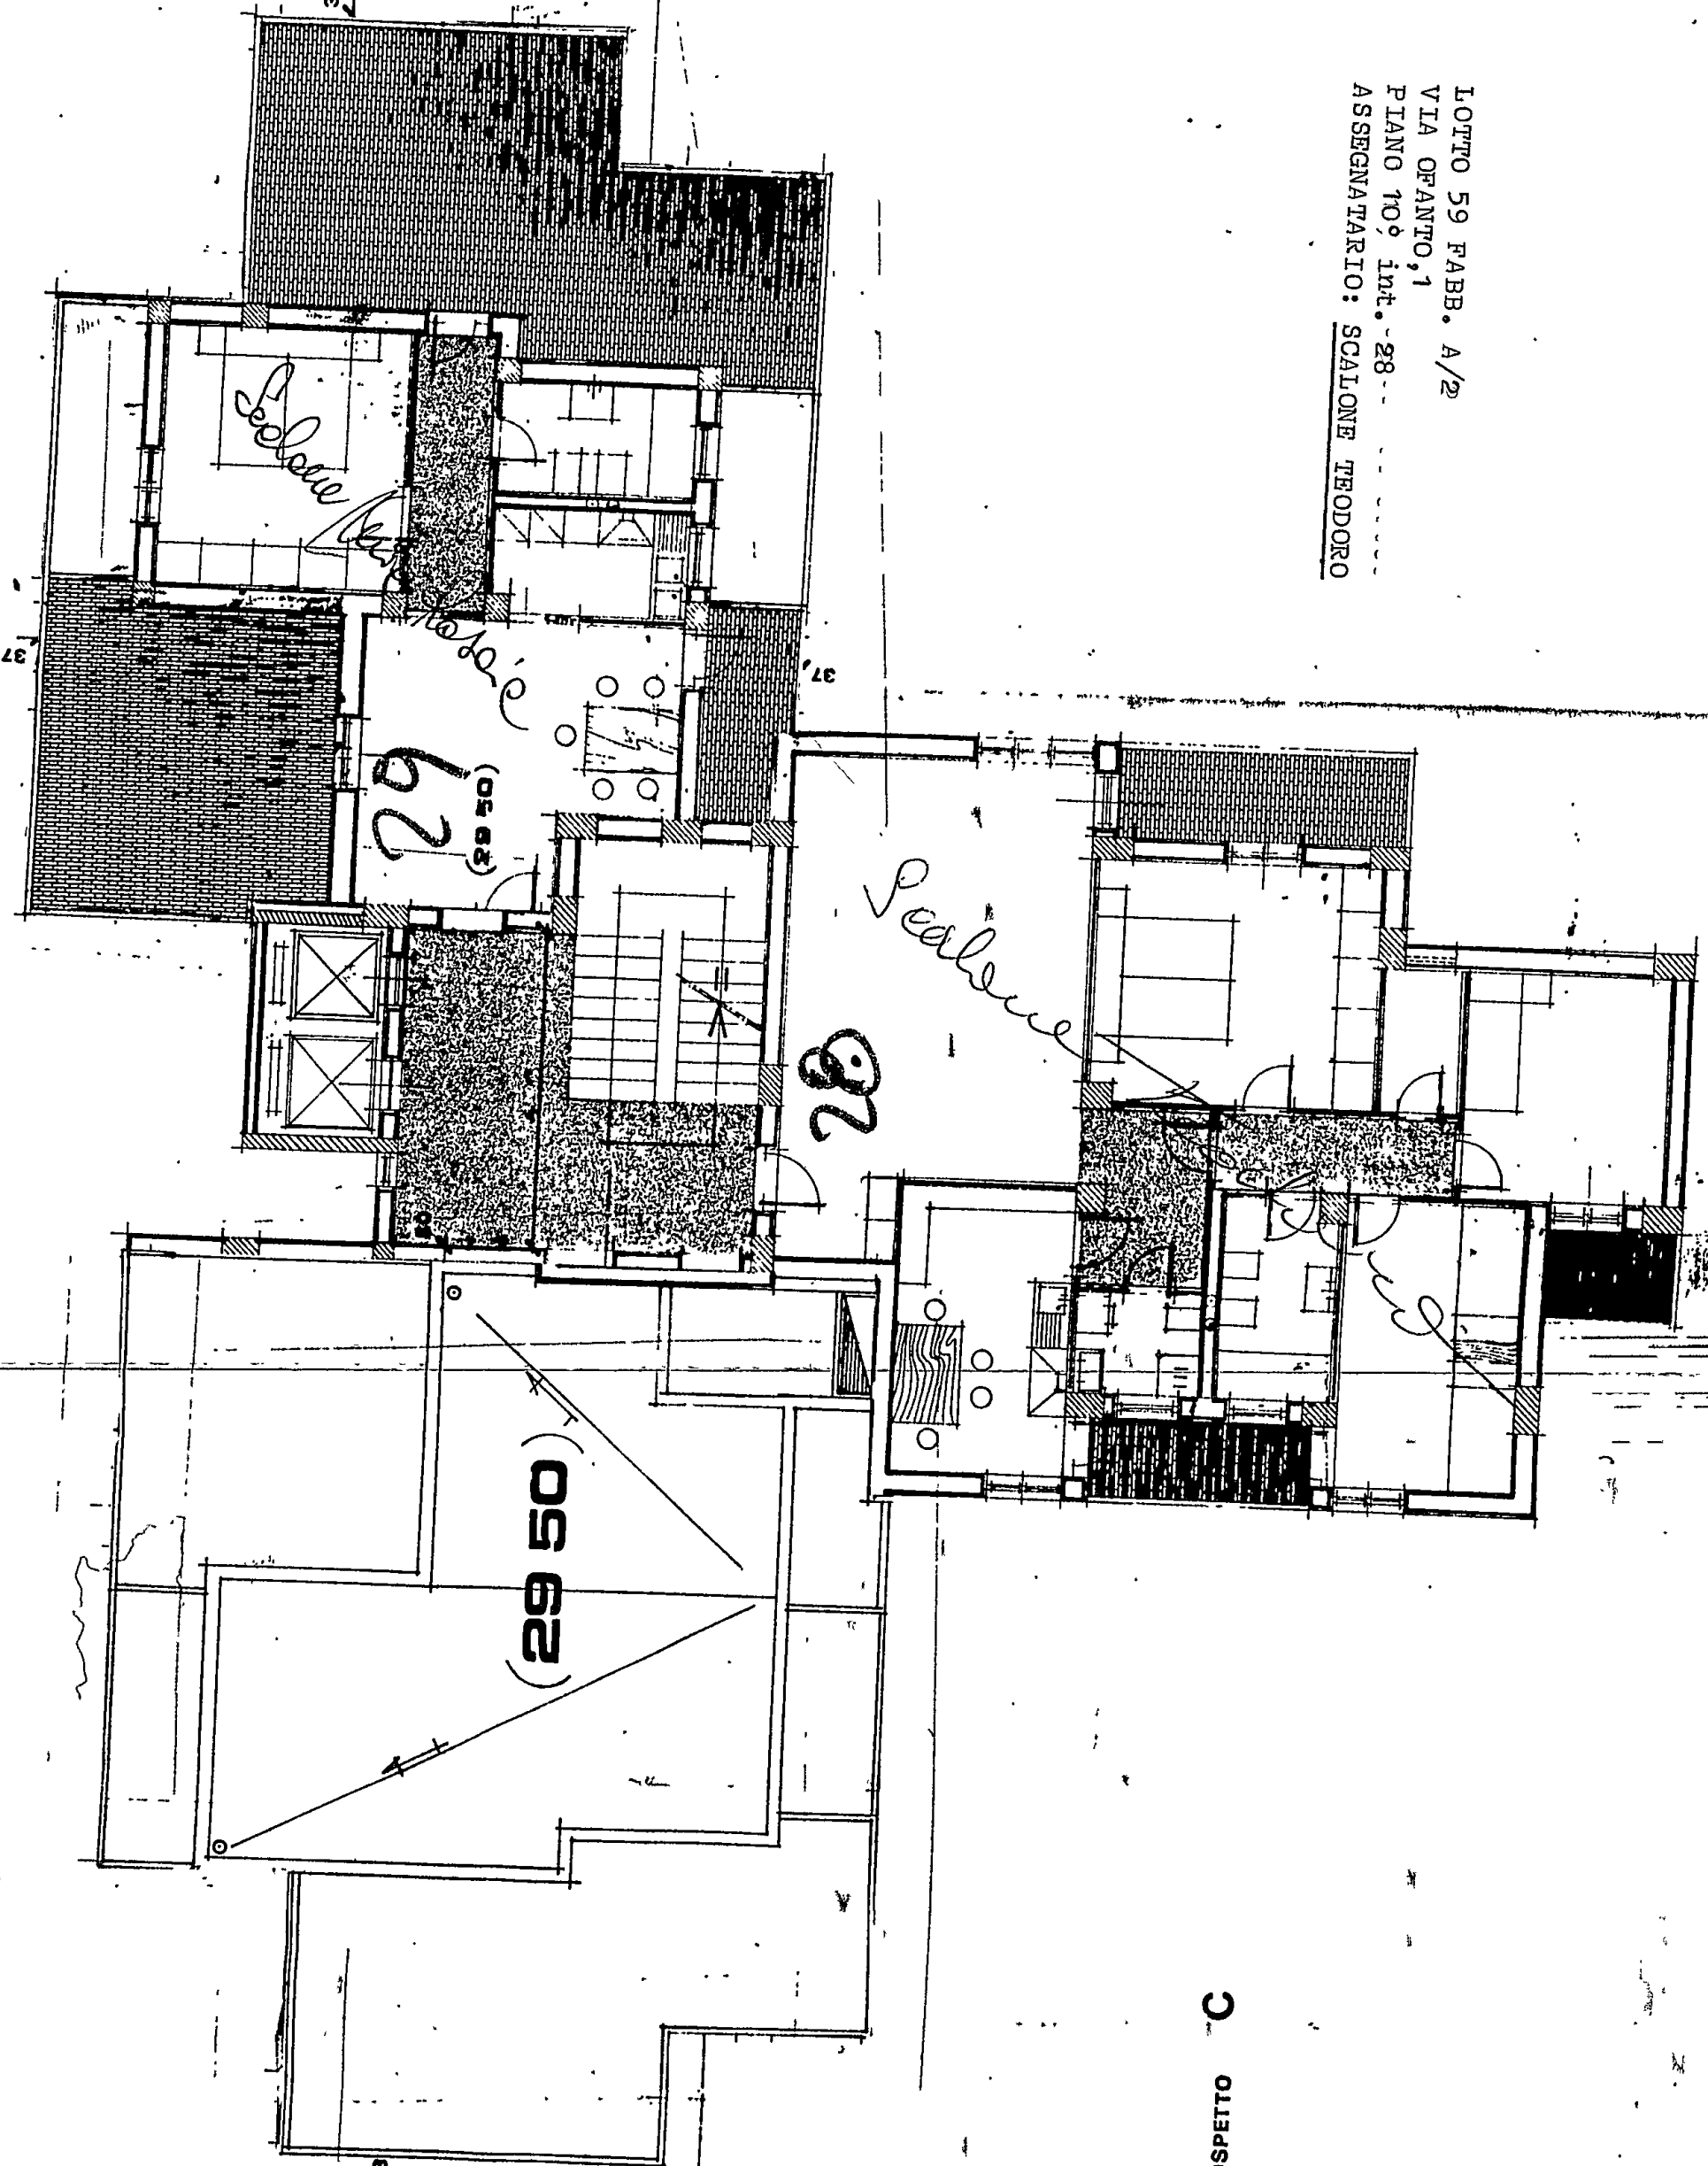 LOTTO 59 FABB. A/2
VIA OFANTO,1
PIANO 10° int.-28--
ASSEGNATARIO: SCALONE TEODORO
37
37
Scalone
29
(29 50)
Scalone
28
(29 50)
C
OSPETTO